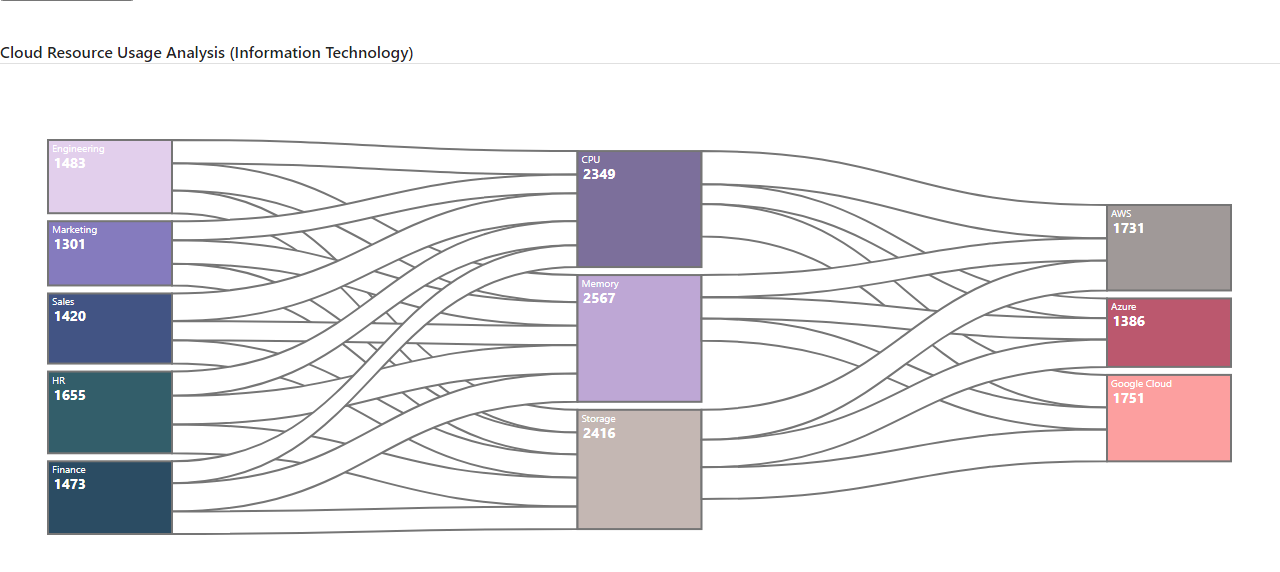 Cloud Resource Usage Analysis (Information Technology)
Engineering
1483
Marketing
1301
Sales
1420
HR
1655
Finance
1473
CPU
2349
Memory
2567
Storage
2416
AWS
1731
Azure
1386
Google Cloud
1751